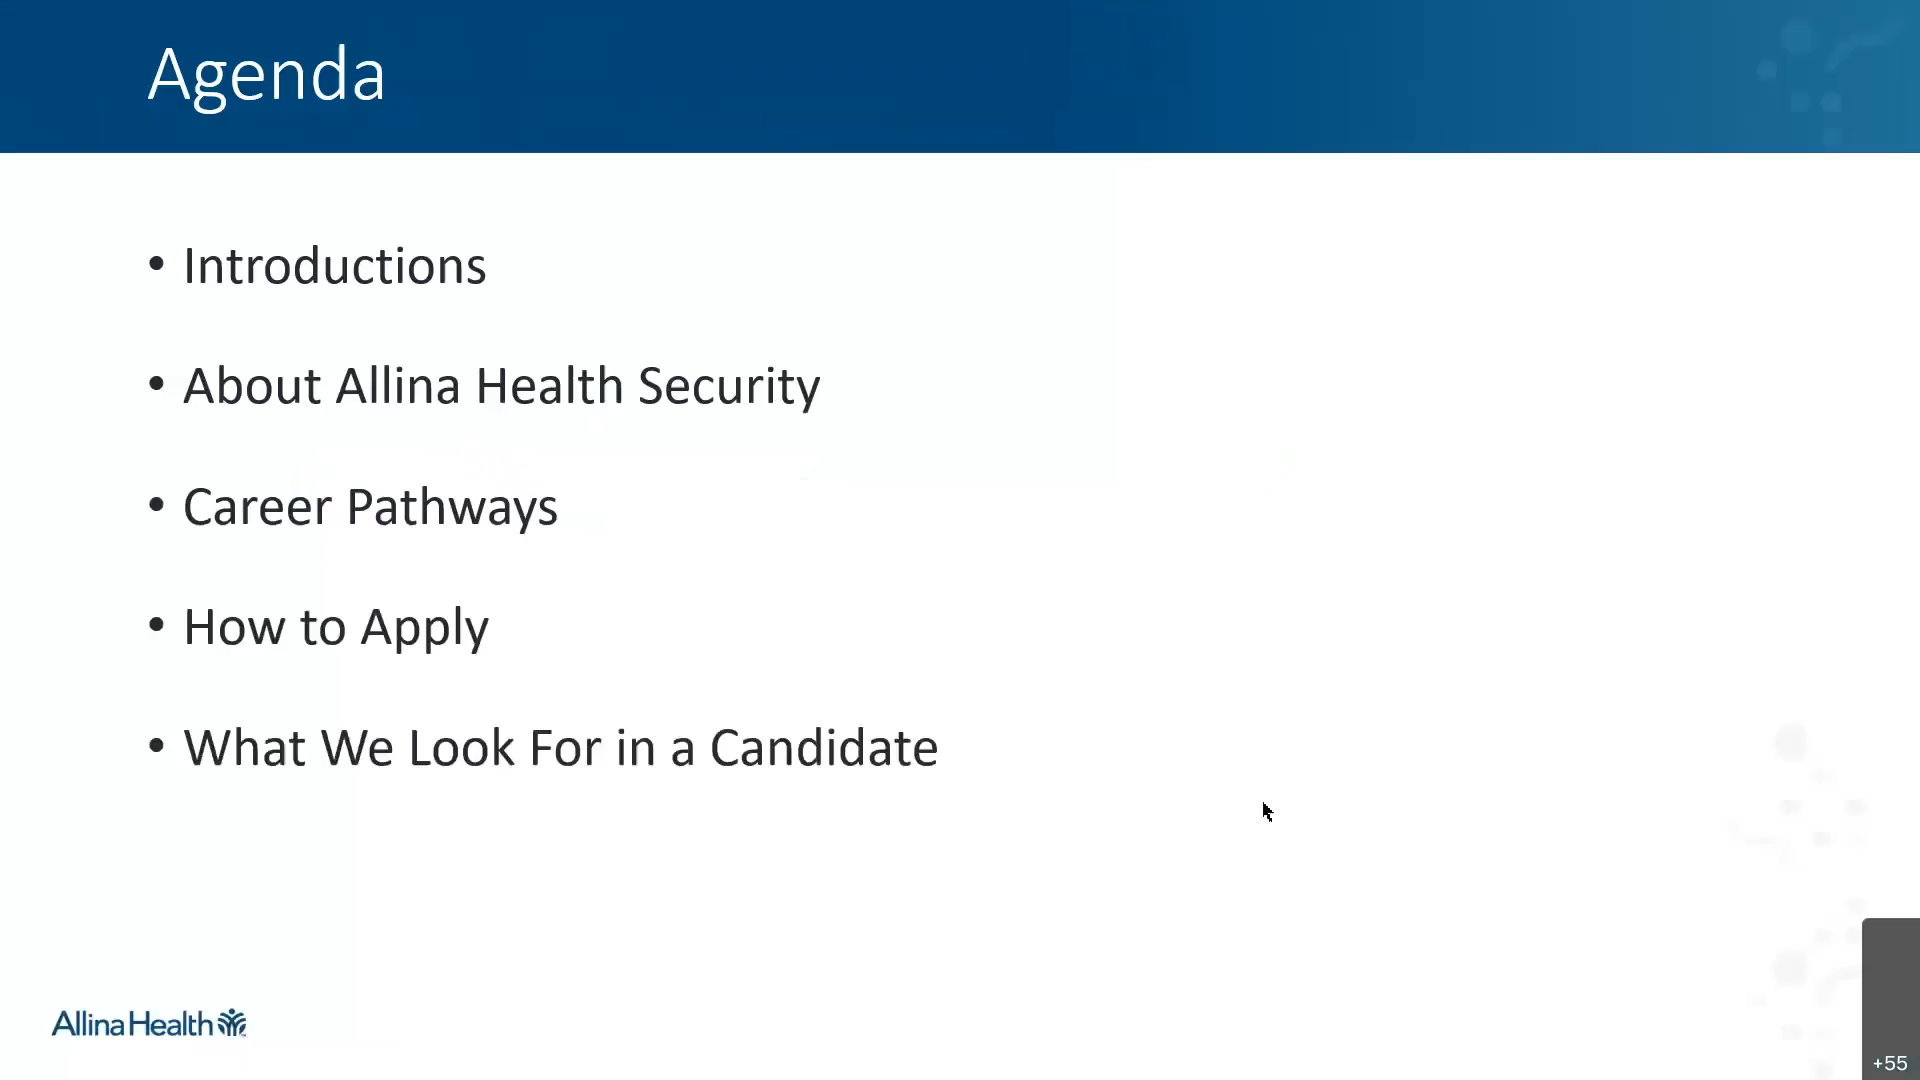 Agenda
• Introductions
• About Allina Health Security
• Career Pathways
• How to Apply
• What We Look For in a Candidate
Allina Health
+55